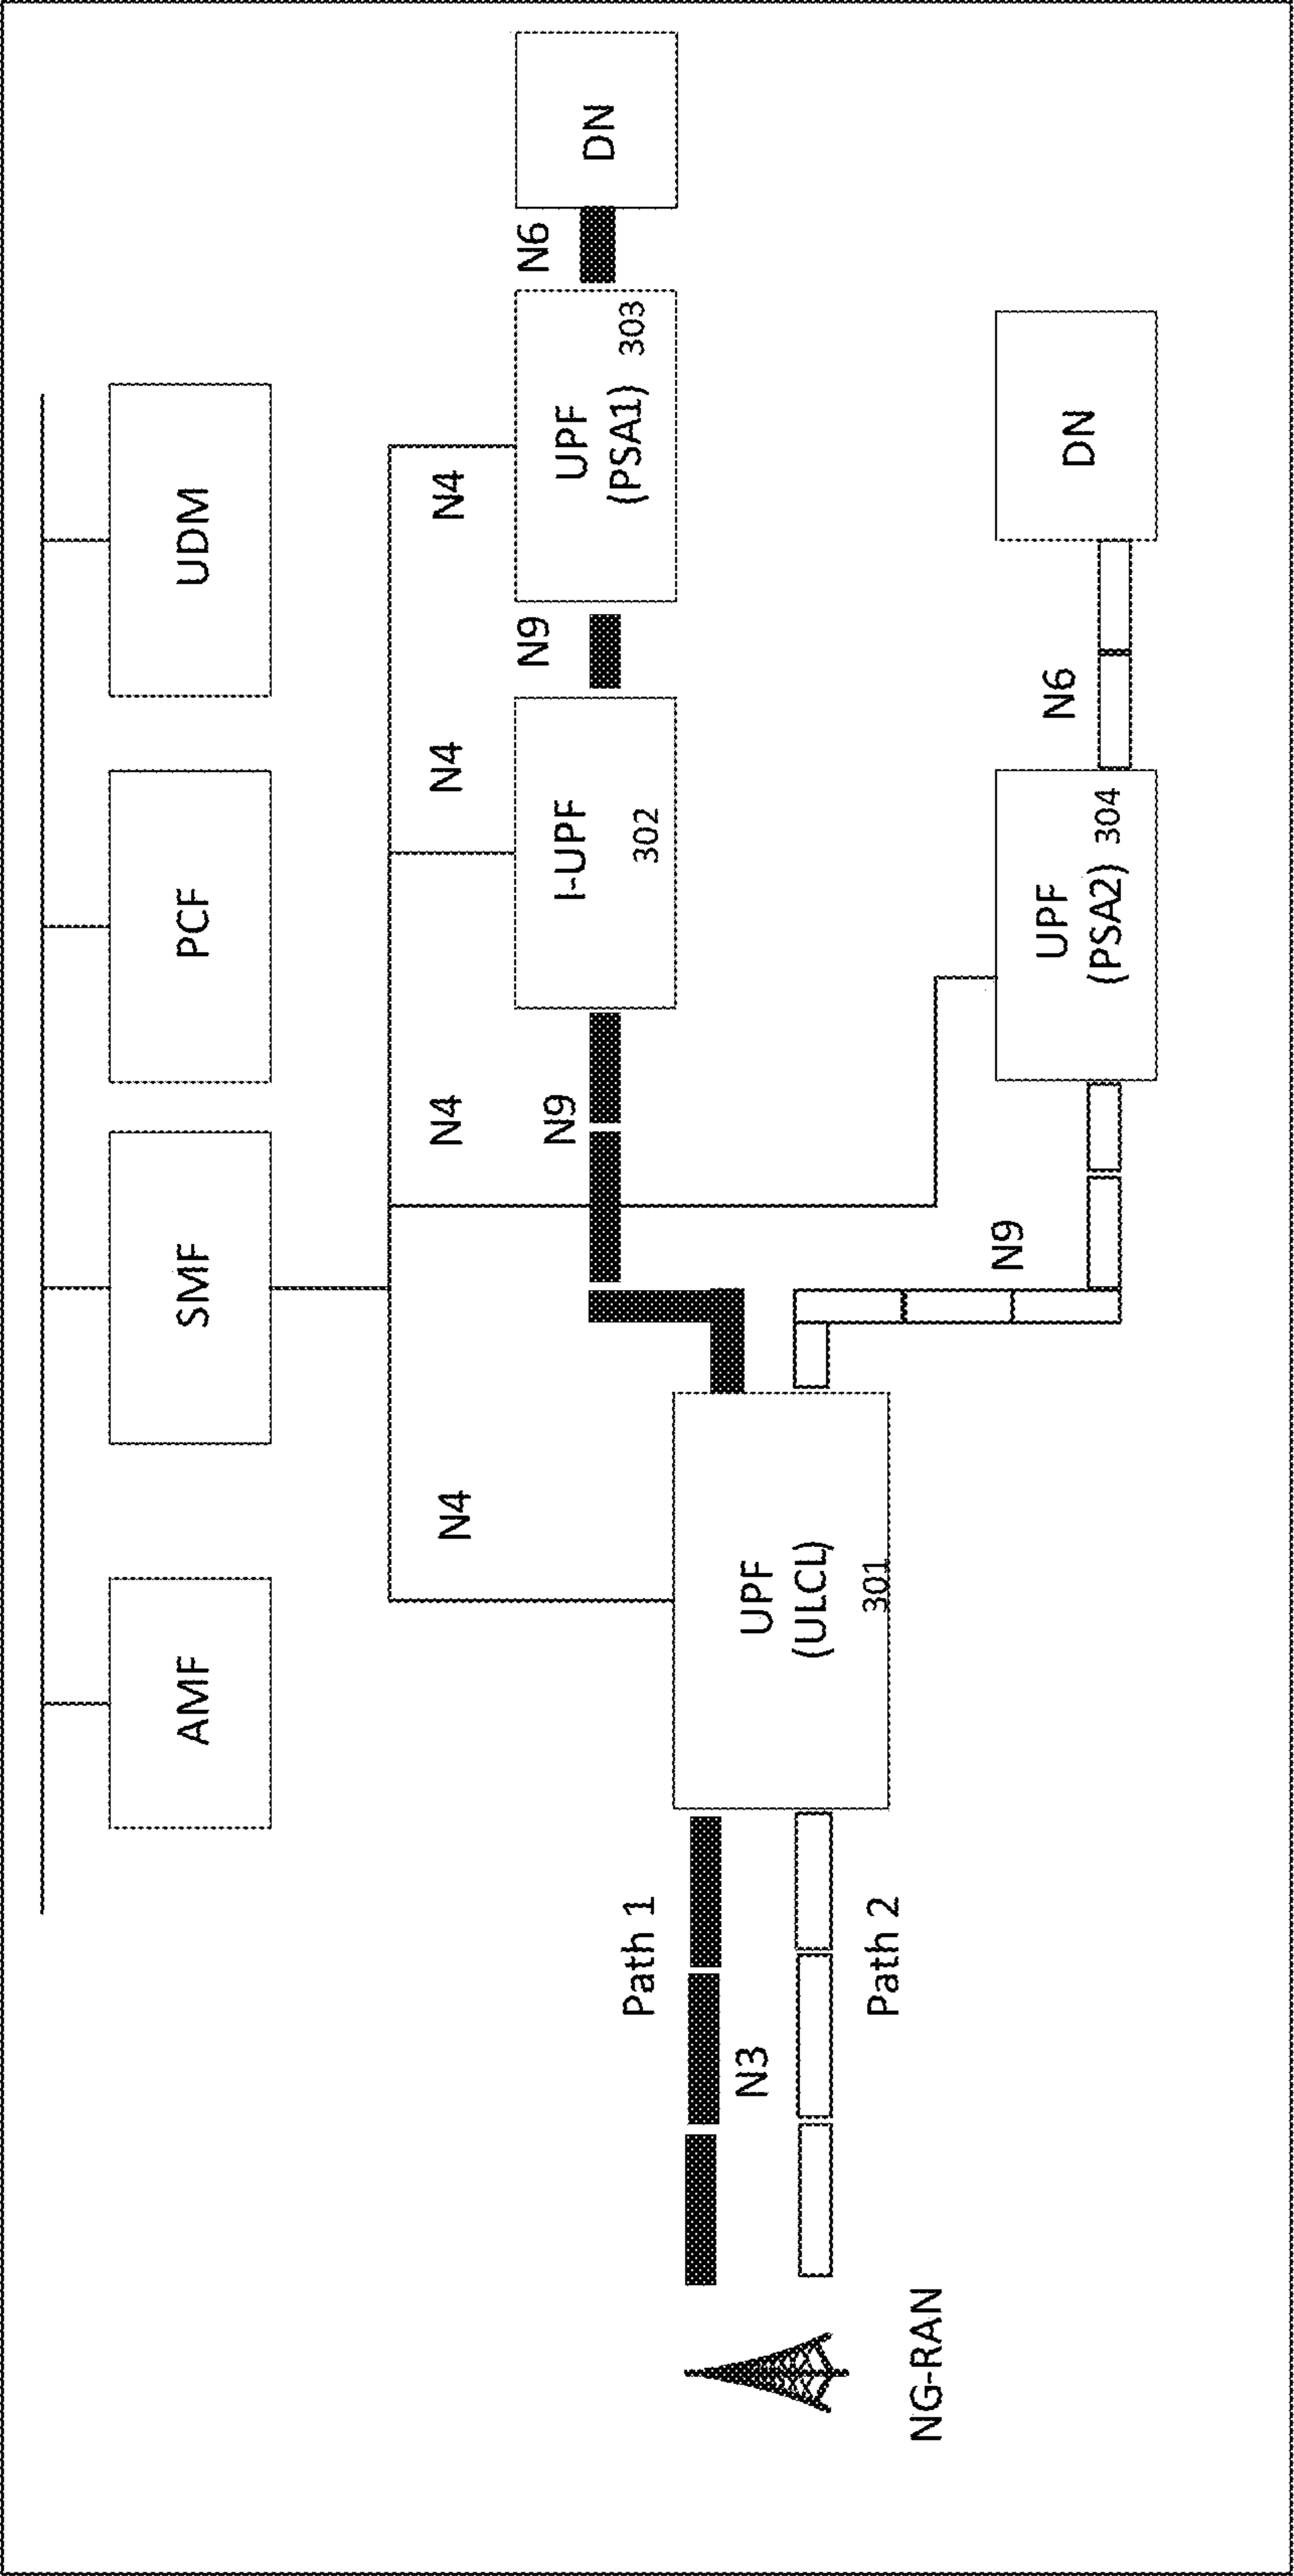 AMF
SMF
PCF
UDM
N4
N4
N4
N4
Path 1
N3
Path 2
NG-RAN
UPF
(ULCL)
301
N9
I-UPF
302
N9
UPF
(PSA1)
303
N6
DN
N9
UPF
(PSA2)
304
N6
DN